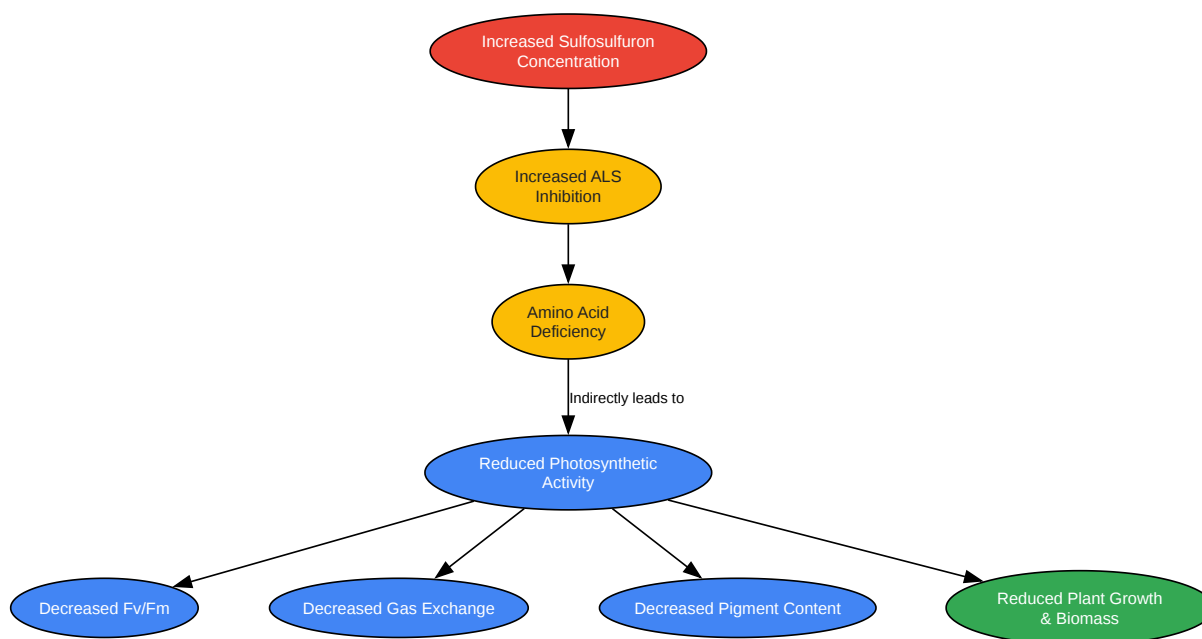 Increased Sulfosulfuron
Concentration
Increased ALS
Inhibition
Amino Acid
Deficiency
Indirectly leads to
Reduced Photosynthetic
Activity
Decreased Fv/Fm
Decreased Gas Exchange
Decreased Pigment Content
Reduced Plant Growth
& Biomass